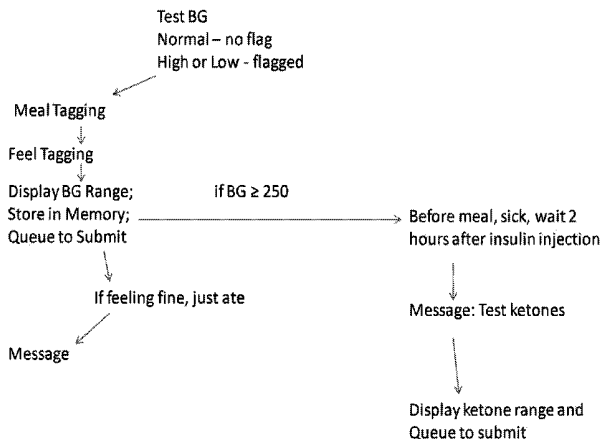 Test BG
Normal – no flag
High or Low - flagged
Meal Tagging
Feel Tagging
Display BG Range;
Store in Memory;
Queue to Submit
if BG ≥ 250
Before meal, sick, wait 2
hours after insulin injection
If feeling fine, just ate
Message: Test ketones
Message
Display ketone range and
Queue to submit